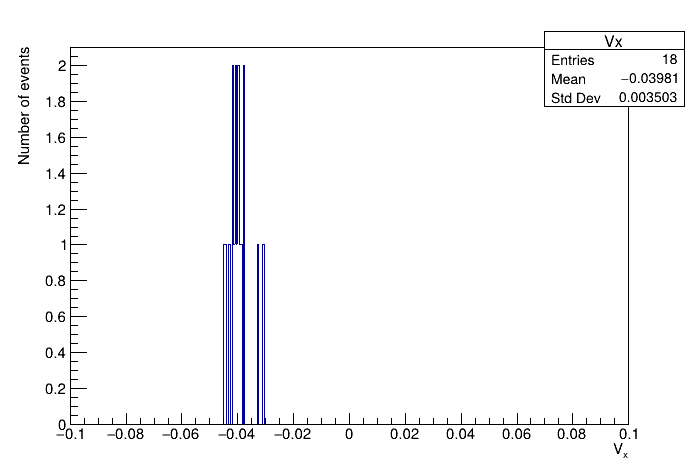 Vx
Entries 18
Mean −0.03981
Std Dev 0.003503
Number of events
2
1.8
1.6
1.4
1.2
1
0.8
0.6
0.4
0.2
0
−0.1 −0.08 −0.06 −0.04 −0.02 0 0.02 0.04 0.06 0.08 0.1
Vx